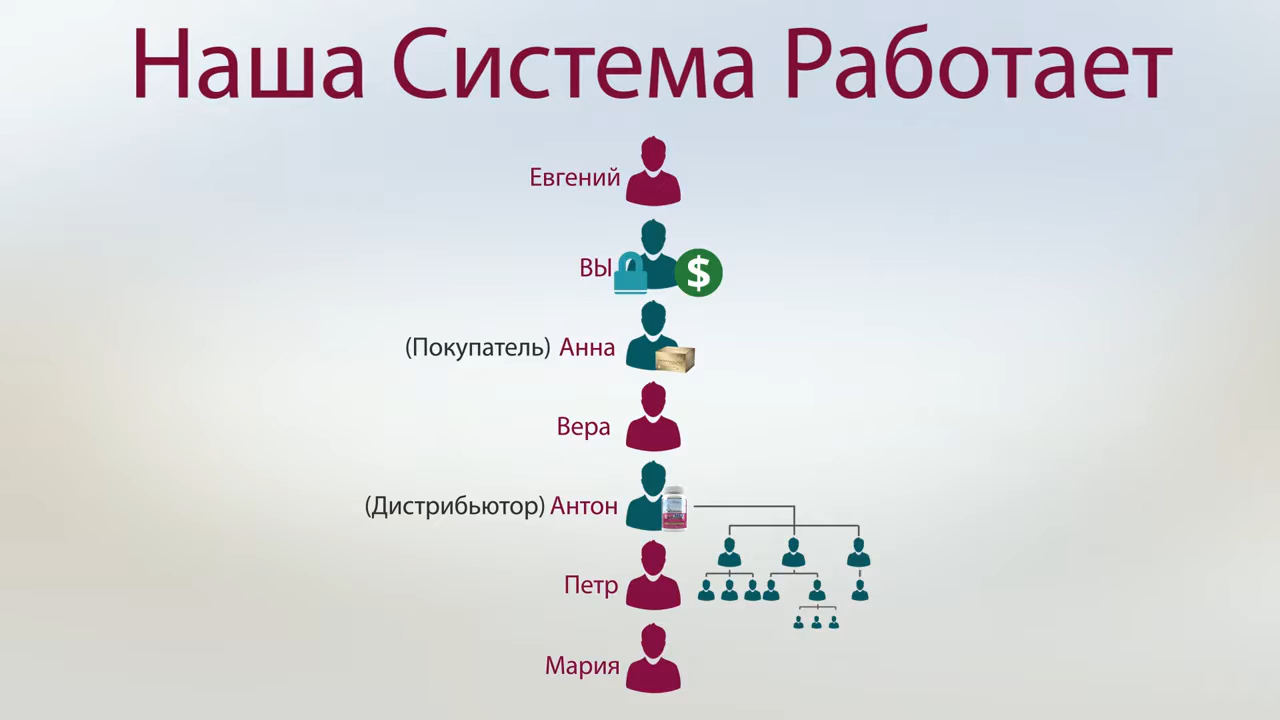 Наша Система Работает
Евгений
ВЫ
$
(Покупатель) Анна
Вера
(Дистрибьютор) Антон
Петр
Мария